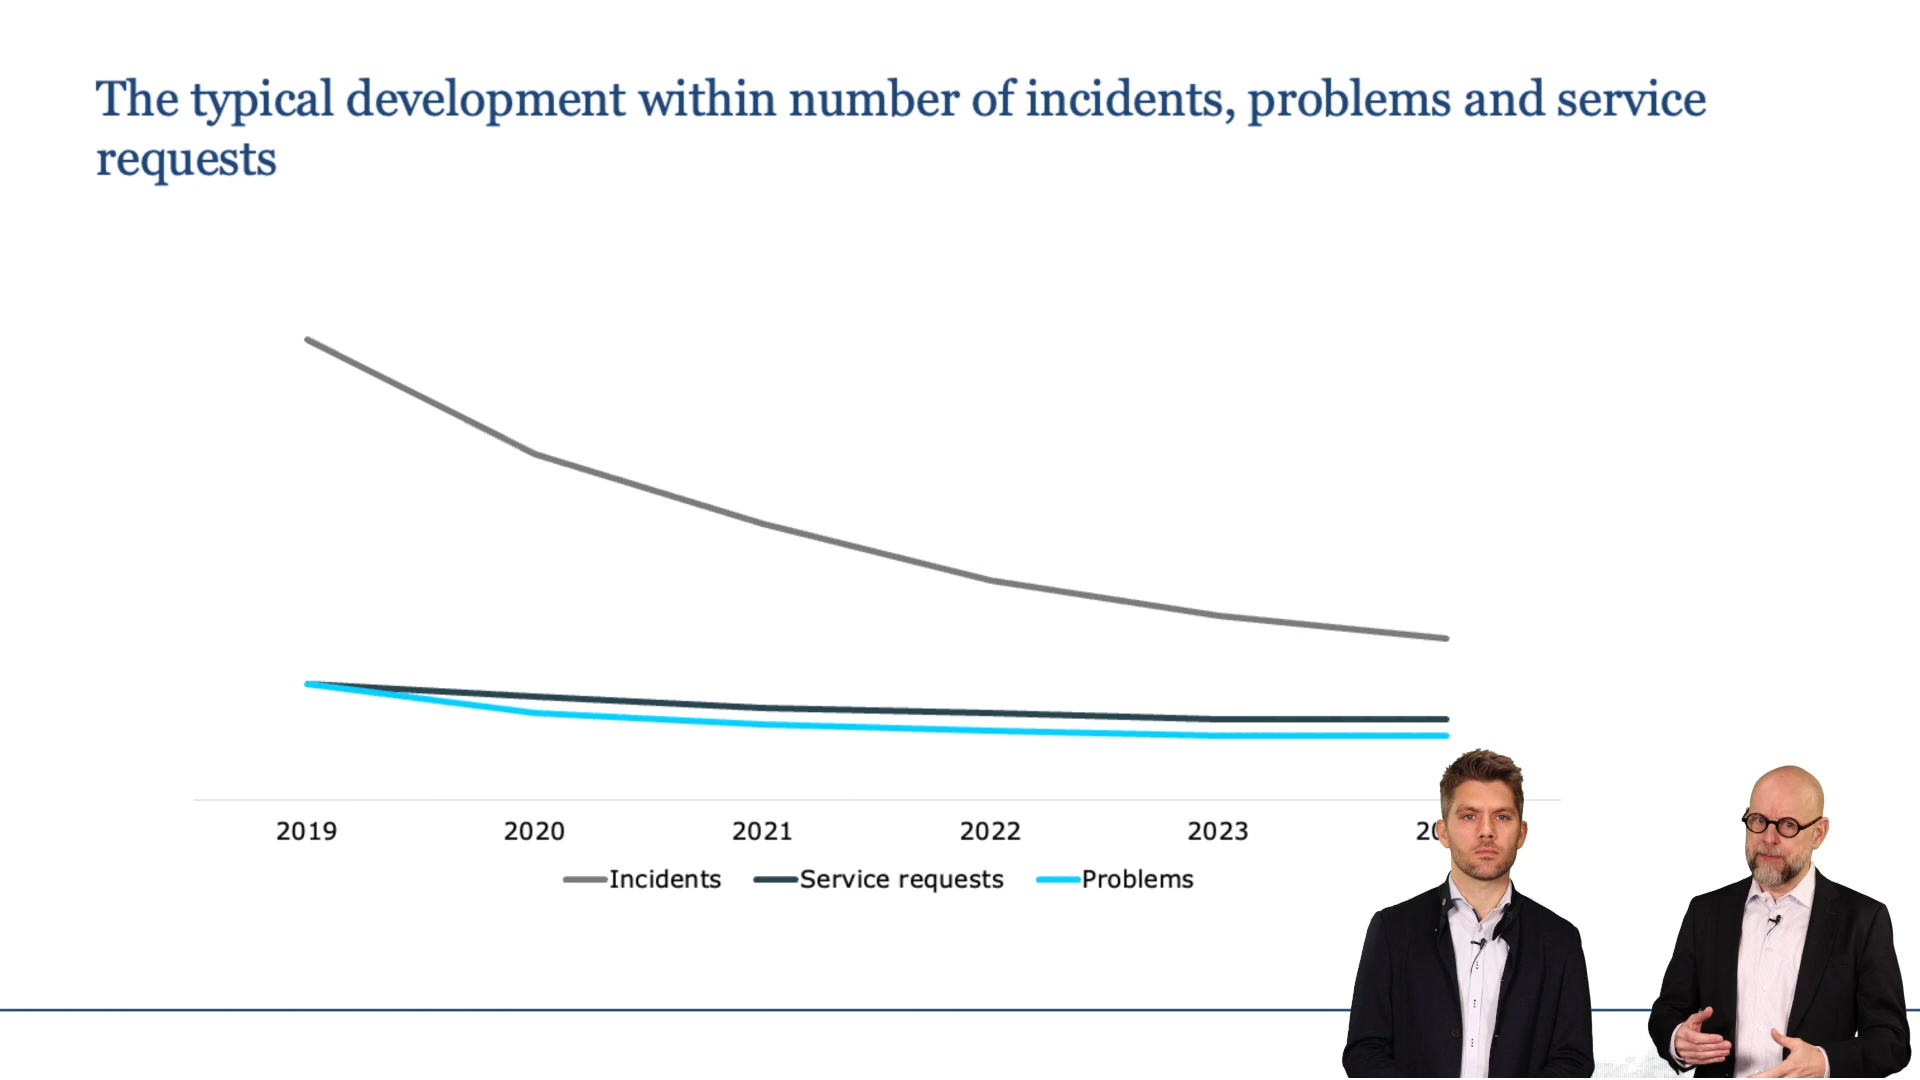 The typical development within number of incidents, problems and service
requests
2019 2020 2021 2022 2023
Incidents Service requests Problems